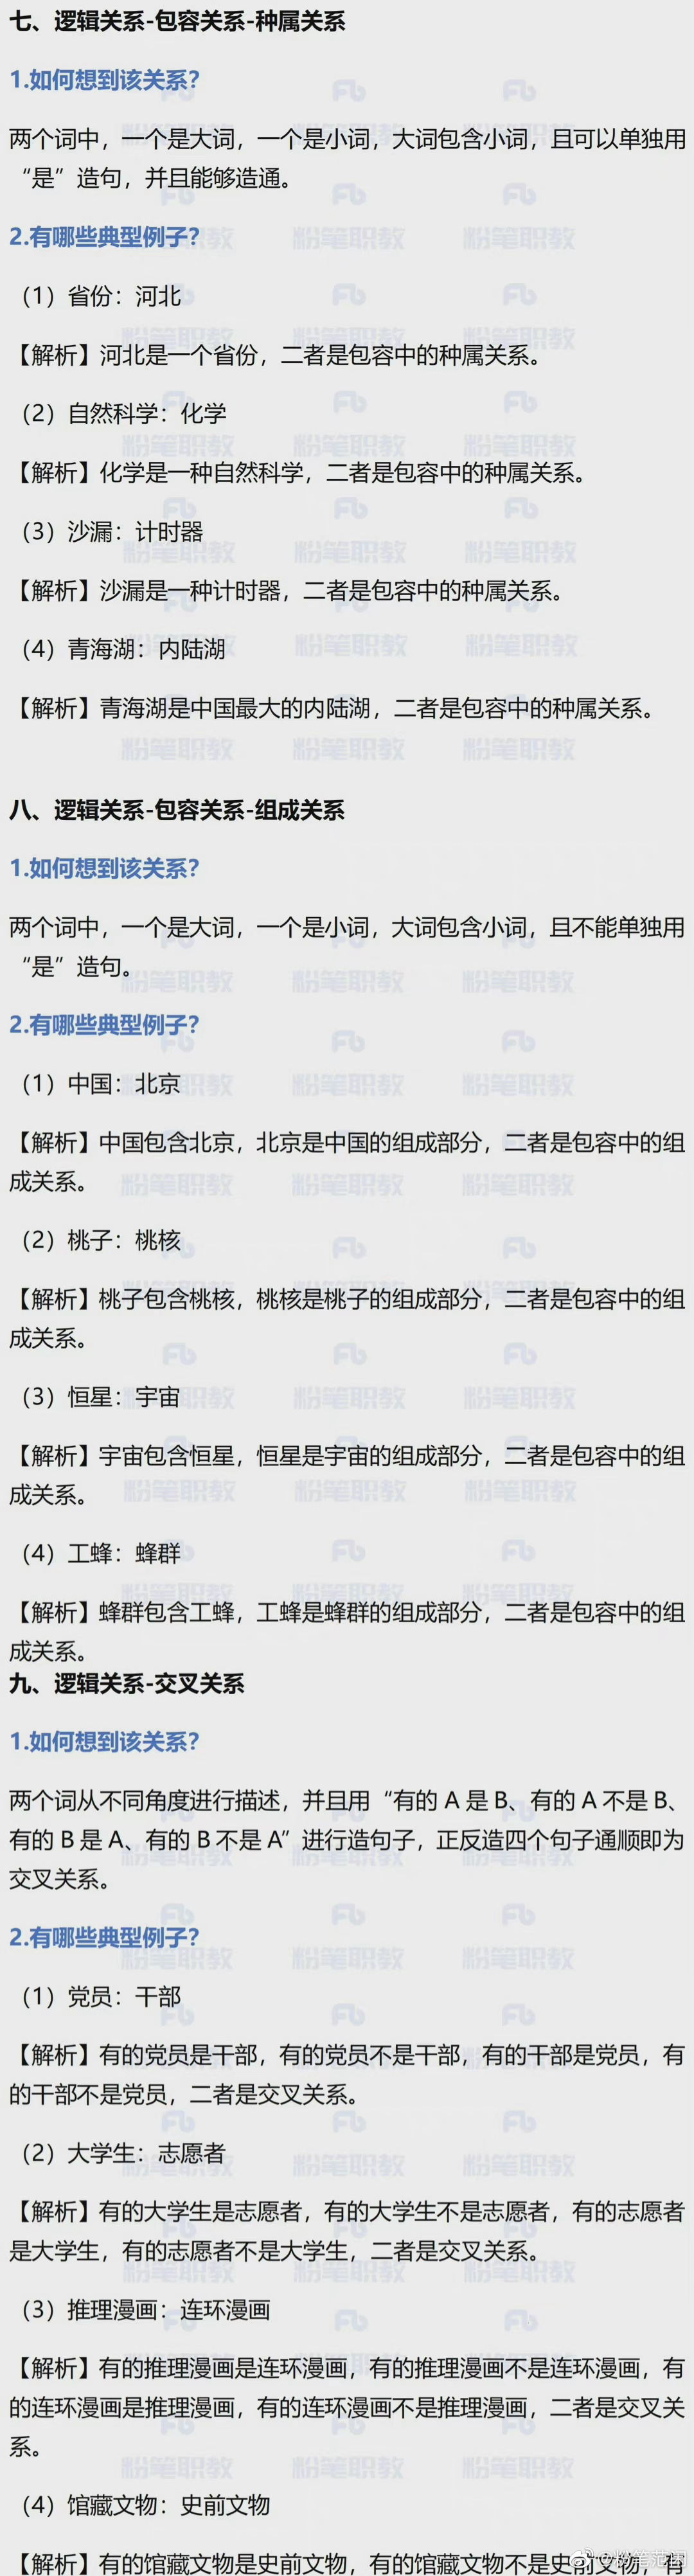 七、逻辑关系-包容关系-种属关系
1.如何想到该关系?
两个词中，一个是大词，一个是小词，大词包含小词，且可以单独用
“是”造句，并且能够造通。
2.有哪些典型例子?
（1）省份：河北
【解析】河北是一个省份，二者是包容中的种属关系。
（2）自然科学：化学
【解析】化学是一种自然科学，二者是包容中的种属关系。
（3）沙漏：计时器
【解析】沙漏是一种计时器，二者是包容中的种属关系。
（4）青海湖：内陆湖
【解析】青海湖是中国最大的内陆湖，二者是包容中的种属关系。
八、逻辑关系-包容关系-组成关系
1.如何想到该关系?
两个词中，一个是大词，一个是小词，大词包含小词，且不能单独用
“是”造句。
2.有哪些典型例子?
（1）中国：北京
【解析】中国包含北京，北京是中国的组成部分，二者是包容中的组
成关系。
（2）桃子：桃核
【解析】桃子包含桃核，桃核是桃子的组成部分，二者是包容中的组
成关系。
（3）恒星：宇宙
【解析】宇宙包含恒星，恒星是宇宙的组成部分，二者是包容中的组
成关系。
（4）工蜂：蜂群
【解析】蜂群包含工蜂，工蜂是蜂群的组成部分，二者是包容中的组
成关系。
九、逻辑关系-交叉关系
1.如何想到该关系?
两个词从不同角度进行描述，并且用“有的 A 是 B、有的 A 不是 B、
有的 B 是 A、有的 B 不是 A”进行造句子，正反造四个句子通顺即为
交叉关系。
2.有哪些典型例子?
（1）党员：干部
【解析】有的党员是干部，有的党员不是干部，有的干部是党员，有
的干部不是党员，二者是交叉关系。
（2）大学生：志愿者
【解析】有的大学生是志愿者，有的大学生不是志愿者，有的志愿者
是大学生，有的志愿者不是大学生，二者是交叉关系。
（3）推理漫画：连环漫画
【解析】有的推理漫画是连环漫画，有的推理漫画不是连环漫画，有
的连环漫画是推理漫画，有的连环漫画不是推理漫画，二者是交叉关
系。
（4）馆藏文物：史前文物
【解析】有的馆藏文物是史前文物，有的馆藏文物不是史前文物，有
@粉笔范围
粉笔职教